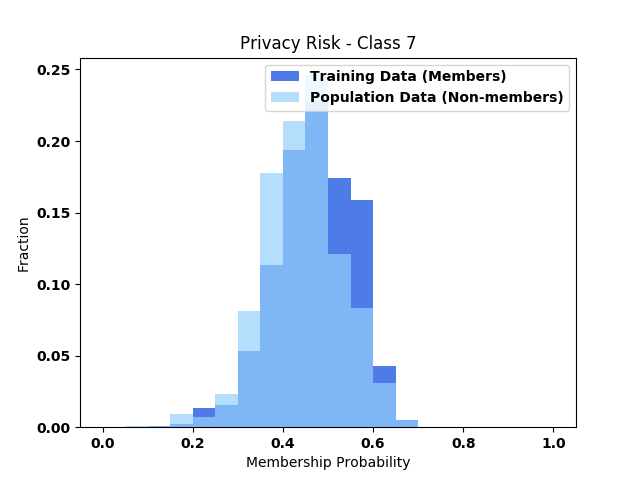 Privacy Risk - Class 7
Training Data (Members)
Population Data (Non-members)
0.25
0.20
0.15
0.10
0.05
0.00
Fraction
0.0 0.2 0.4 0.6 0.8 1.0
Membership Probability